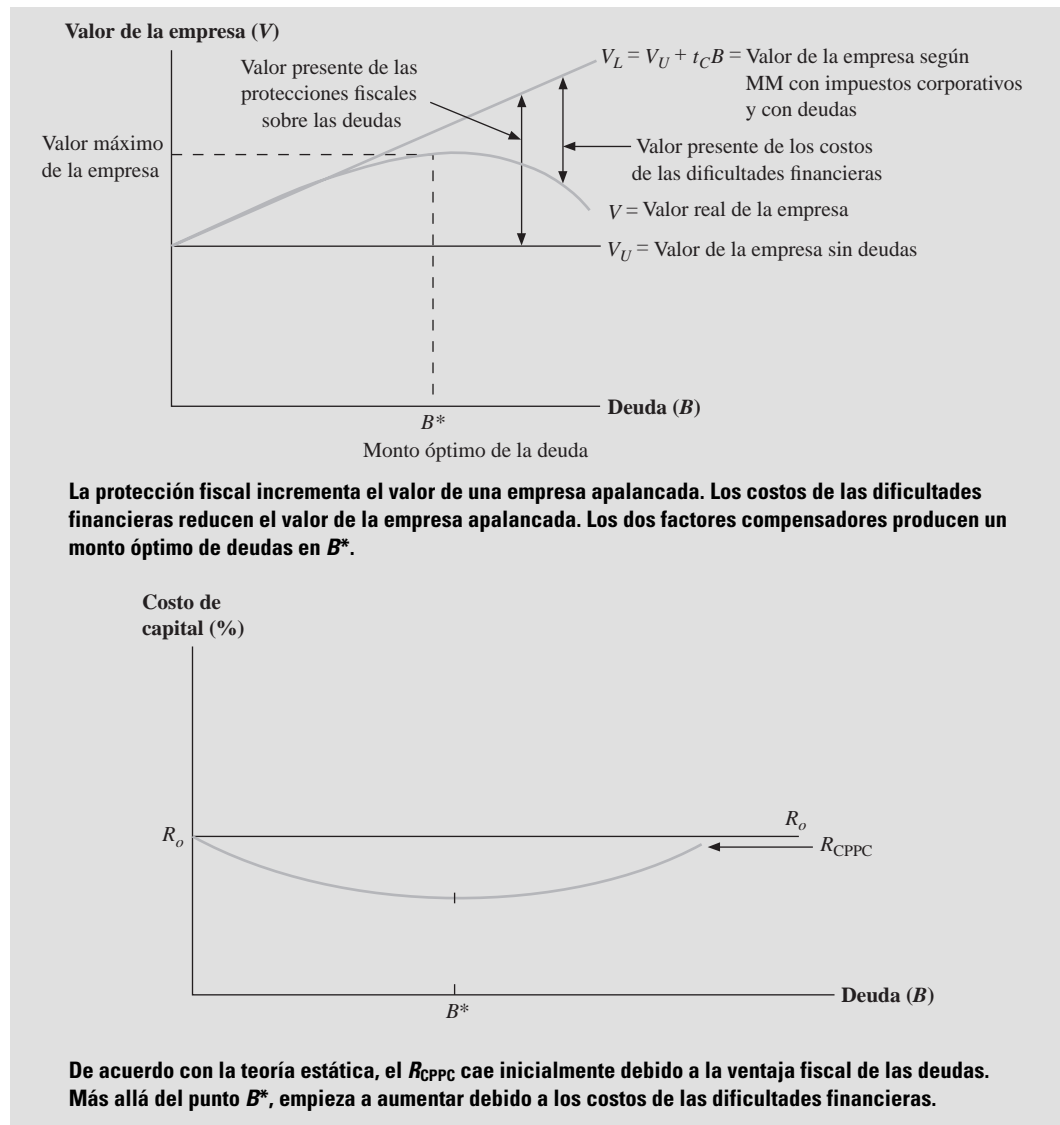 Valor de la empresa (V)
Valor presente de las
protecciones fiscales
sobre las deudas
V_L = V_U + t_C B = Valor de la empresa según
MM con impuestos corporativos
y con deudas
Valor máximo
de la empresa
Valor presente de los costos
de las dificultades financieras
V = Valor real de la empresa
V_U = Valor de la empresa sin deudas
Deuda (B)
B*
Monto óptimo de la deuda
La protección fiscal incrementa el valor de una empresa apalancada. Los costos de las dificultades
financieras reducen el valor de la empresa apalancada. Los dos factores compensadores producen un
monto óptimo de deudas en B*.
Costo de
capital (%)
R_o
R_o
R_CPPC
Deuda (B)
B*
De acuerdo con la teoría estática, el R_CPPC cae inicialmente debido a la ventaja fiscal de las deudas.
Más allá del punto B*, empieza a aumentar debido a los costos de las dificultades financieras.